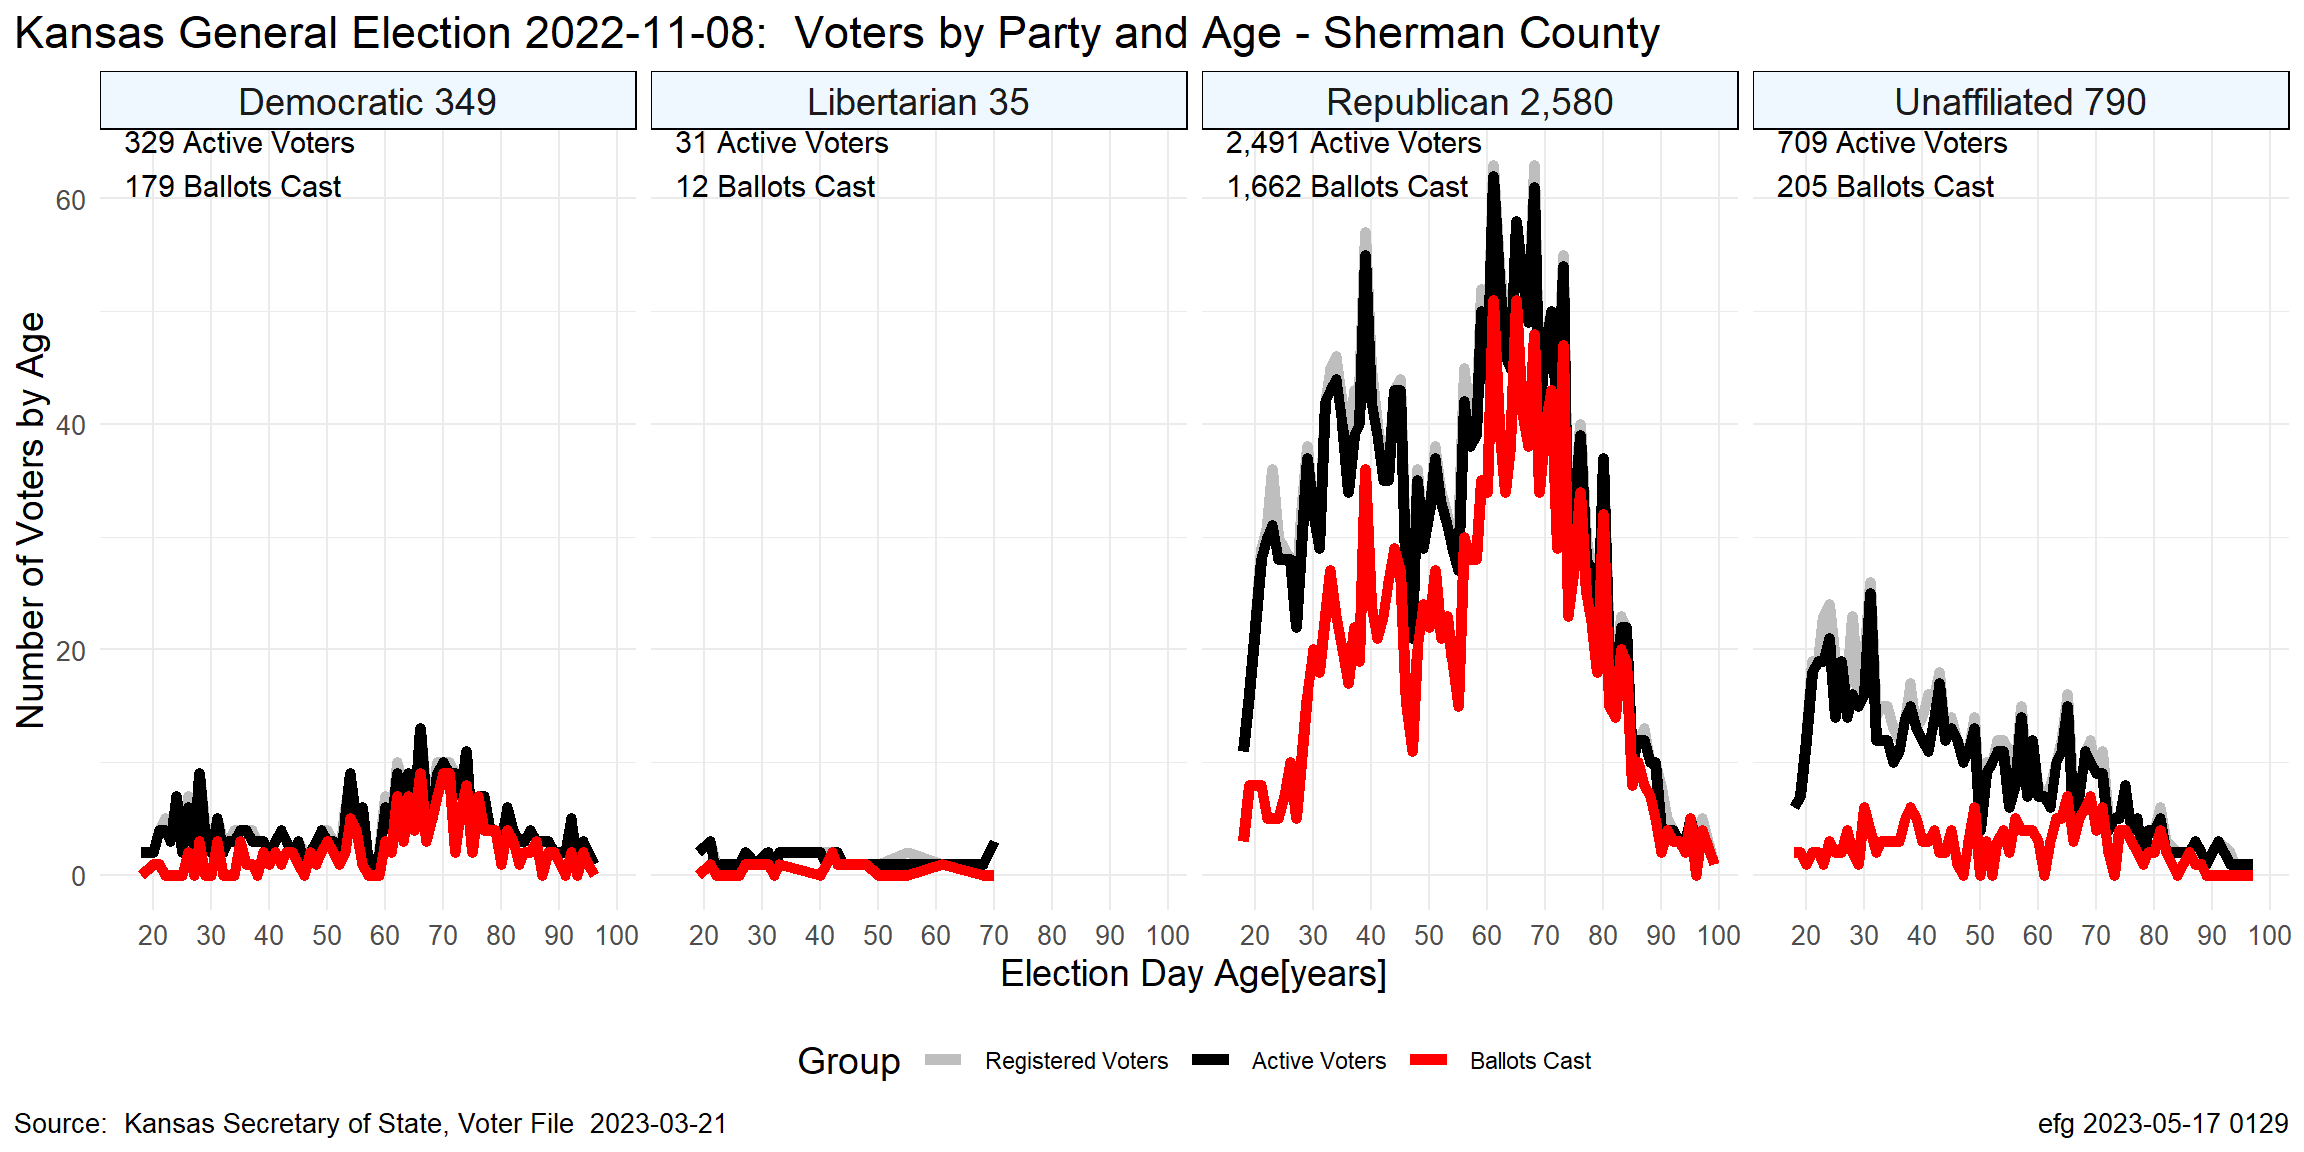 Kansas General Election 2022-11-08:  Voters by Party and Age - Sherman County
Democratic 349
Libertarian 35
Republican 2,580
Unaffiliated 790
329 Active Voters
179 Ballots Cast
31 Active Voters
12 Ballots Cast
2,491 Active Voters
1,662 Ballots Cast
709 Active Voters
205 Ballots Cast
Number of Voters by Age
60
40
20
0
20 30 40 50 60 70 80 90 100
20 30 40 50 60 70 80 90 100
20 30 40 50 60 70 80 90 100
20 30 40 50 60 70 80 90 100
Election Day Age[years]
Group Registered Voters Active Voters Ballots Cast
Source:  Kansas Secretary of State, Voter File  2023-03-21
efg 2023-05-17 0129